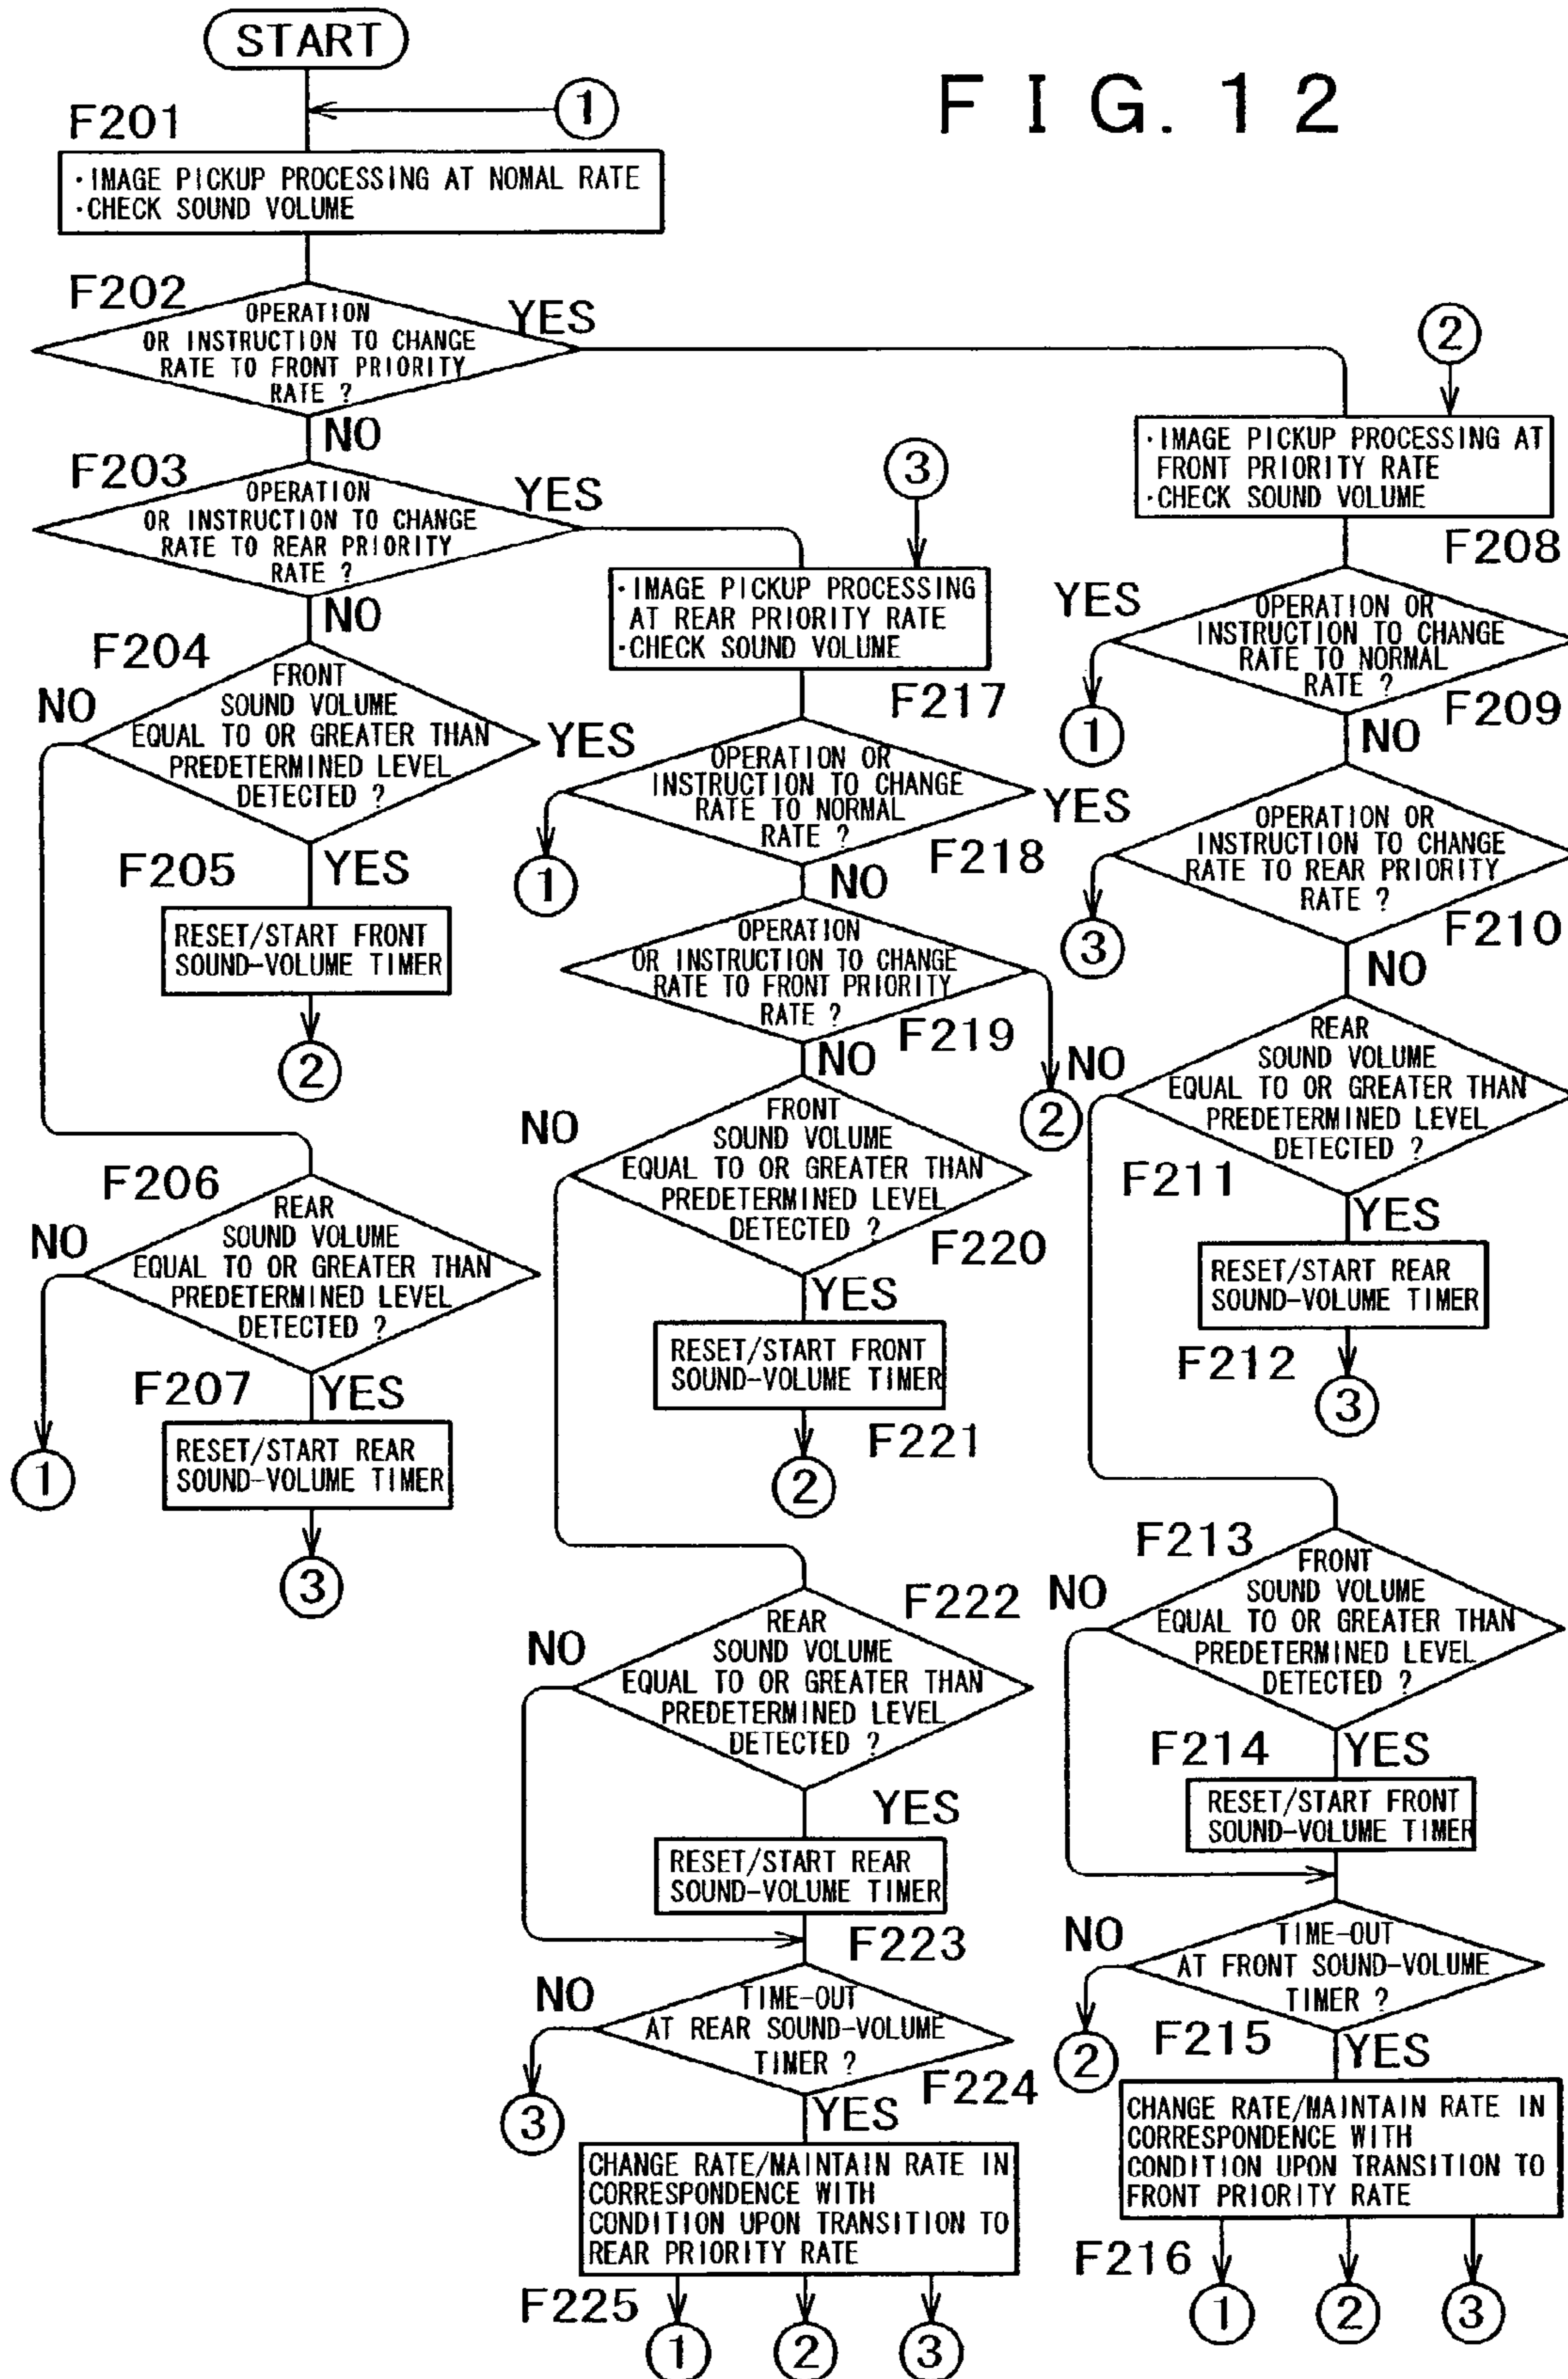 FIG. 12
START
1
F201
·IMAGE PICKUP PROCESSING AT NOMAL RATE
·CHECK SOUND VOLUME
F202
OPERATION
OR INSTRUCTION TO CHANGE
RATE TO FRONT PRIORITY
RATE ?
YES
NO
F203
OPERATION
OR INSTRUCTION TO CHANGE
RATE TO REAR PRIORITY
RATE ?
YES
NO
F204
FRONT
SOUND VOLUME
EQUAL TO OR GREATER THAN
PREDETERMINED LEVEL
DETECTED ?
NO
YES
F205
RESET/START FRONT
SOUND-VOLUME TIMER
2
F206
REAR
SOUND VOLUME
EQUAL TO OR GREATER THAN
PREDETERMINED LEVEL
DETECTED ?
NO
1
YES
F207
RESET/START REAR
SOUND-VOLUME TIMER
3
3
·IMAGE PICKUP PROCESSING
AT REAR PRIORITY RATE
·CHECK SOUND VOLUME
F217
OPERATION OR
INSTRUCTION TO CHANGE
RATE TO NORMAL
RATE ?
YES
1
F218
NO
OPERATION
OR INSTRUCTION TO CHANGE
RATE TO FRONT PRIORITY
RATE ?
YES
2
F219
NO
FRONT
SOUND VOLUME
EQUAL TO OR GREATER THAN
PREDETERMINED LEVEL
DETECTED ?
NO
F220
YES
RESET/START FRONT
SOUND-VOLUME TIMER
F221
2
F222
REAR
SOUND VOLUME
EQUAL TO OR GREATER THAN
PREDETERMINED LEVEL
DETECTED ?
NO
YES
RESET/START REAR
SOUND-VOLUME TIMER
F223
TIME-OUT
AT REAR SOUND-VOLUME
TIMER ?
NO
3
F224
YES
CHANGE RATE/MAINTAIN RATE IN
CORRESPONDENCE WITH
CONDITION UPON TRANSITION TO
REAR PRIORITY RATE
F225
1
2
3
2
·IMAGE PICKUP PROCESSING AT
FRONT PRIORITY RATE
·CHECK SOUND VOLUME
F208
OPERATION OR
INSTRUCTION TO CHANGE
RATE TO NORMAL
RATE ?
YES
1
F209
NO
OPERATION OR
INSTRUCTION TO CHANGE
RATE TO REAR PRIORITY
RATE ?
3
F210
NO
REAR
SOUND VOLUME
EQUAL TO OR GREATER THAN
PREDETERMINED LEVEL
DETECTED ?
NO
F211
YES
RESET/START REAR
SOUND-VOLUME TIMER
F212
3
F213
FRONT
SOUND VOLUME
EQUAL TO OR GREATER THAN
PREDETERMINED LEVEL
DETECTED ?
NO
F214
YES
RESET/START FRONT
SOUND-VOLUME TIMER
TIME-OUT
AT FRONT SOUND-VOLUME
TIMER ?
NO
2
F215
YES
CHANGE RATE/MAINTAIN RATE IN
CORRESPONDENCE WITH
CONDITION UPON TRANSITION TO
FRONT PRIORITY RATE
F216
1
2
3